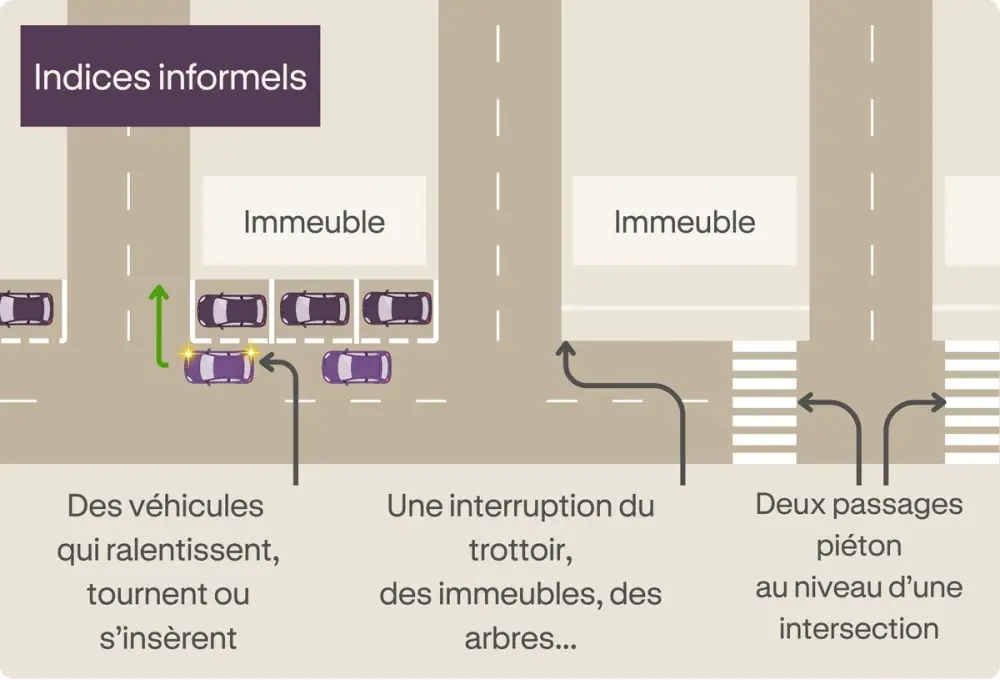 Indices informels
Immeuble
Immeuble
Des véhicules
qui ralentissent,
tournent ou
s'insèrent
Une interruption du
trottoir,
des immeubles, des
arbres...
Deux passages
piéton
au niveau d'une
intersection